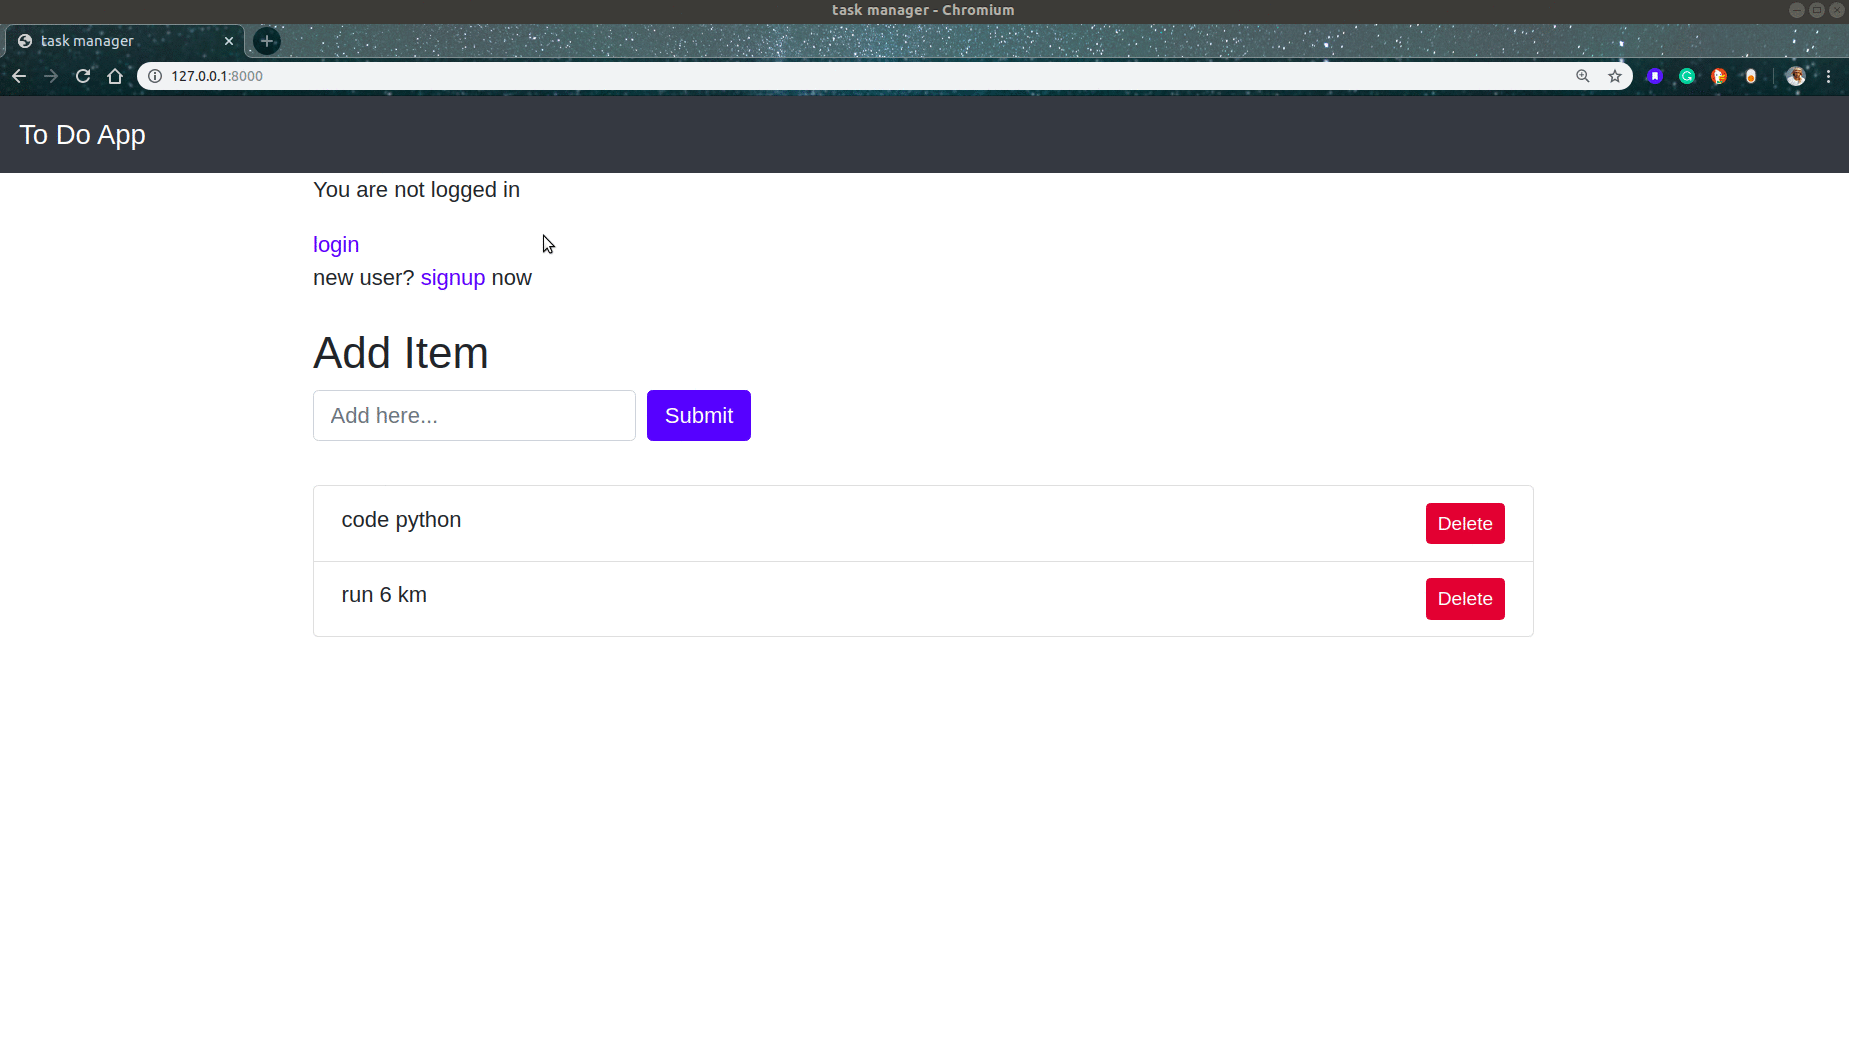 task manager - Chromium
task manager
127.0.0.1:8000
To Do App
You are not logged in
login
new user? signup now
Add Item
Add here... Submit
code python Delete
run 6 km Delete